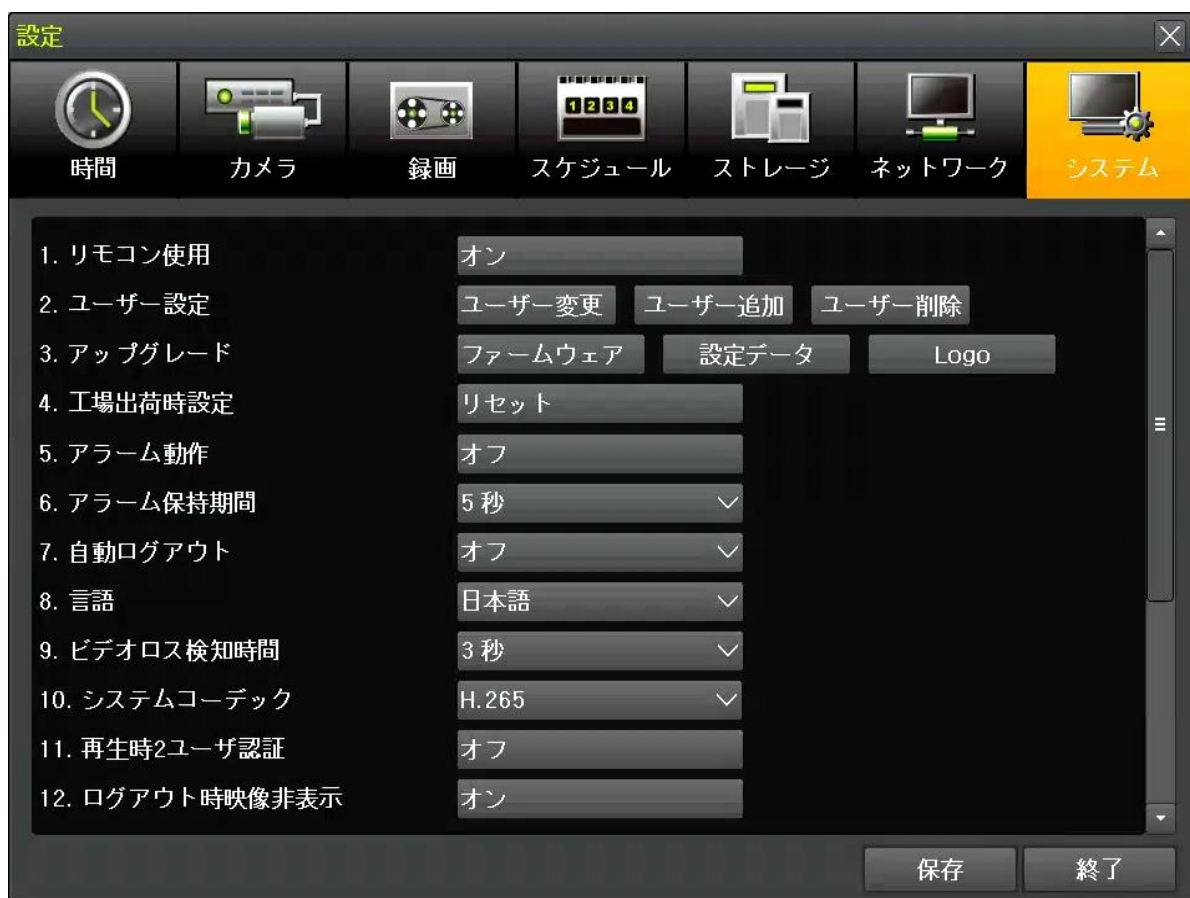 設定
時間 カメラ 録画 スケジュール ストレージ ネットワーク システム
1. リモコン使用 オン
2. ユーザー設定 ユーザー変更 ユーザー追加 ユーザー削除
3. アップグレード ファームウェア 設定データ Logo
4. 工場出荷時設定 リセット
5. アラーム動作 オフ
6. アラーム保持期間 5 秒
7. 自動ログアウト オフ
8. 言語 日本語
9. ビデオロス検知時間 3 秒
10. システムコーデック H.265
11. 再生時2ユーザ認証 オフ
12. ログアウト時映像非表示 オン
保存 終了